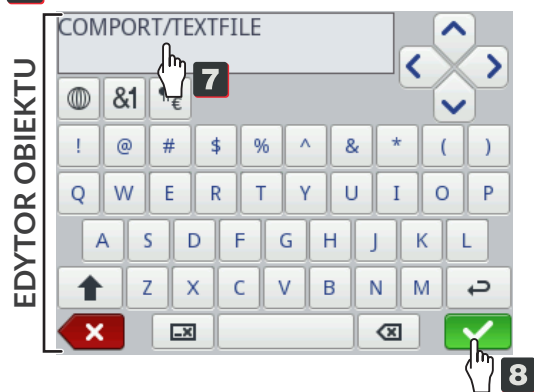 COMPORT/TEXTFILE
7
&1 ¶€
! @ # $ % ^ & * ( )
Q W E R T Y U I O P
A S D F G H J K L
Z X C V B N M
8
EDYTOR OBIEKTU